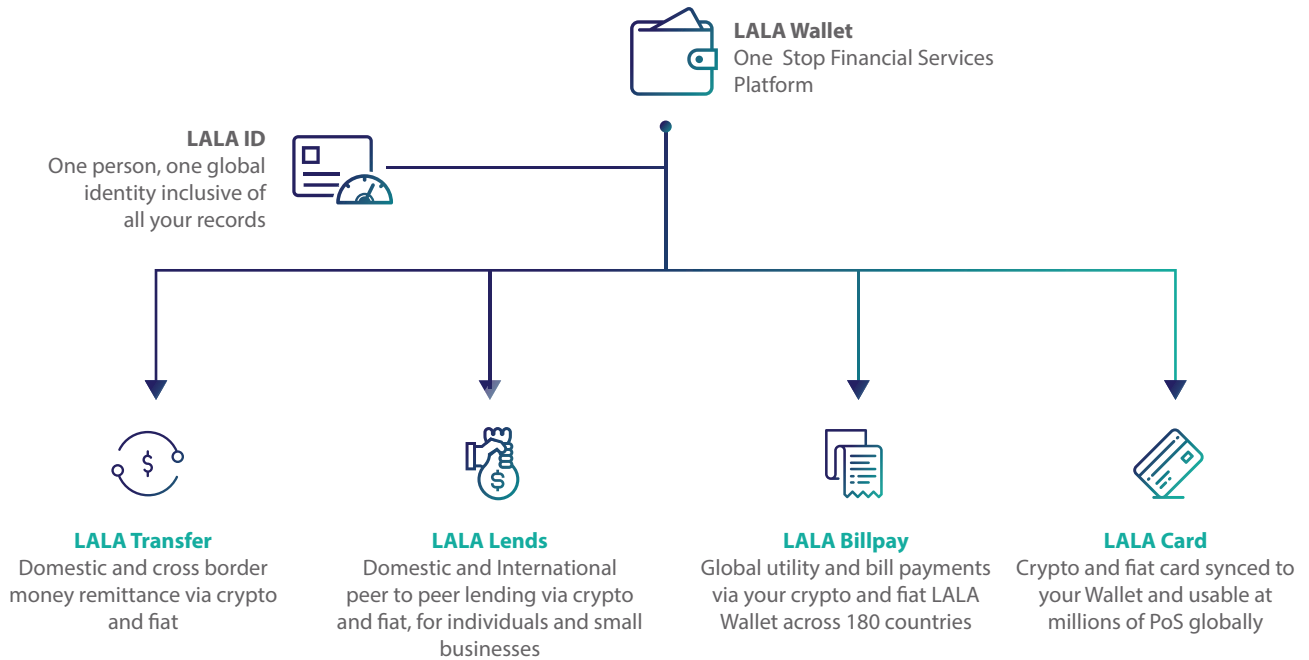 LALA Wallet
One Stop Financial Services
Platform
LALA ID
One person, one global
identity inclusive of
all your records
$
$
LALA Transfer
Domestic and cross border
money remittance via crypto
and fiat
LALA Lends
Domestic and International
peer to peer lending via crypto
and fiat, for individuals and small
businesses
LALA Billpay
Global utility and bill payments
via your crypto and fiat LALA
Wallet across 180 countries
LALA Card
Crypto and fiat card synced to
your Wallet and usable at
millions of PoS globally